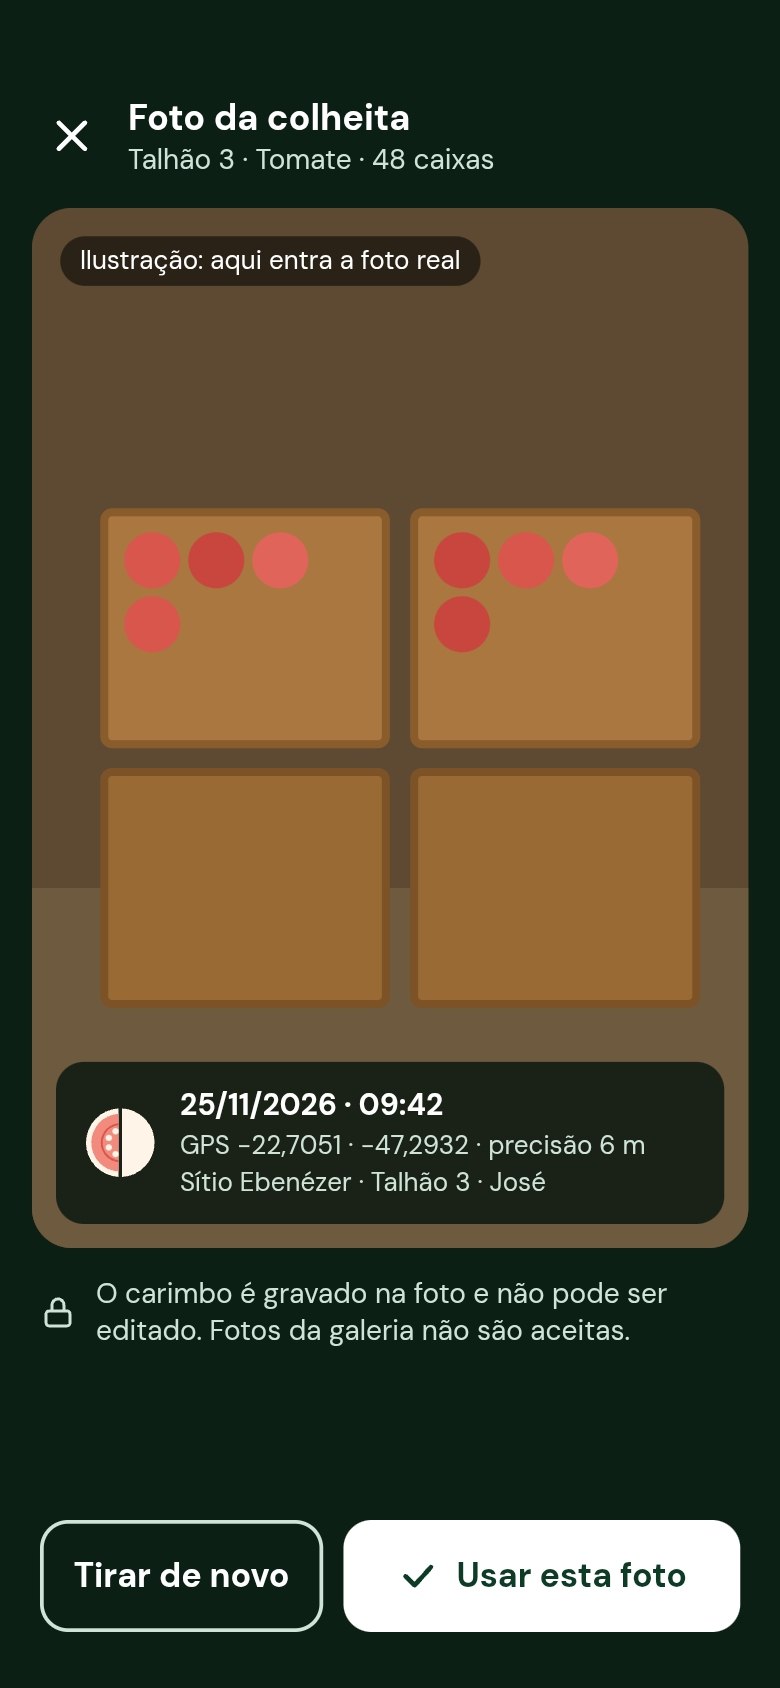 Foto da colheita
Talhão 3 · Tomate · 48 caixas
Ilustração: aqui entra a foto real
25/11/2026 · 09:42
GPS −22,7051 · −47,2932 · precisão 6 m
Sítio Ebenézer · Talhão 3 · José
O carimbo é gravado na foto e não pode ser
editado. Fotos da galeria não são aceitas.
Tirar de novo
Usar esta foto